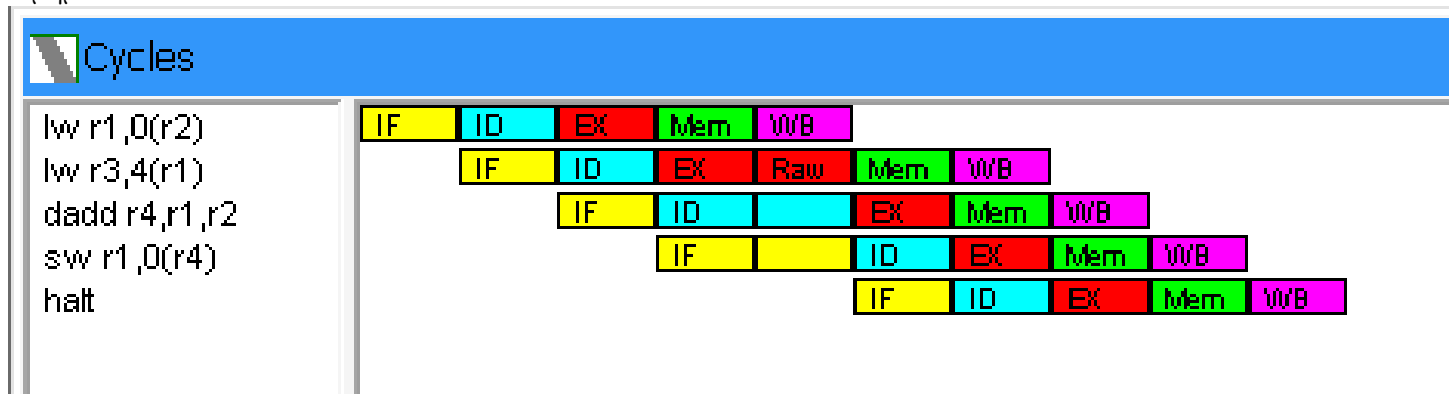 Cycles
lw r1,0(r2) IF ID EX Mem WB
lw r3,4(r1) IF ID EX Raw Mem WB
dadd r4,r1,r2 IF ID EX Mem WB
sw r1,0(r4) IF ID EX Mem WB
halt IF ID EX Mem WB